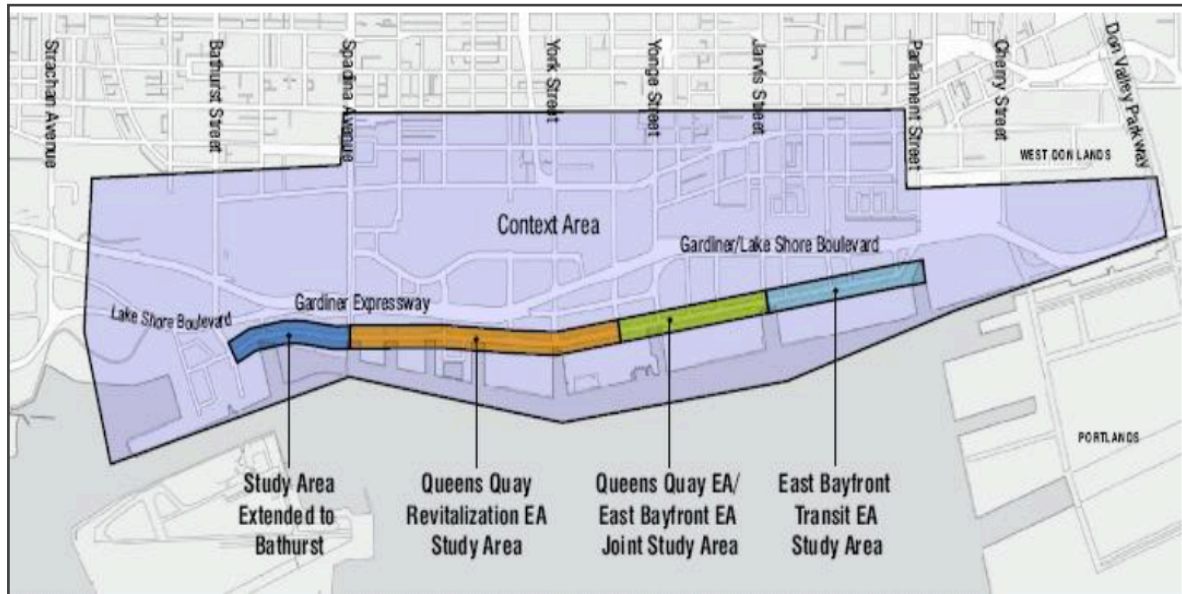 Strachan Avenue
Bathurst Street
Spadina Avenue
York Street
Yonge Street
Jarvis Street
Parliament Street
Cherry Street
Don Valley Parkway
WEST DON LANDS
Context Area
Gardiner/Lake Shore Boulevard
Gardiner Expressway
Lake Shore Boulevard
PORTLANDS
Study Area
Extended to
Bathurst
Queens Quay
Revitalization EA
Study Area
Queens Quay EA/
East Bayfront EA
Joint Study Area
East Bayfront
Transit EA
Study Area